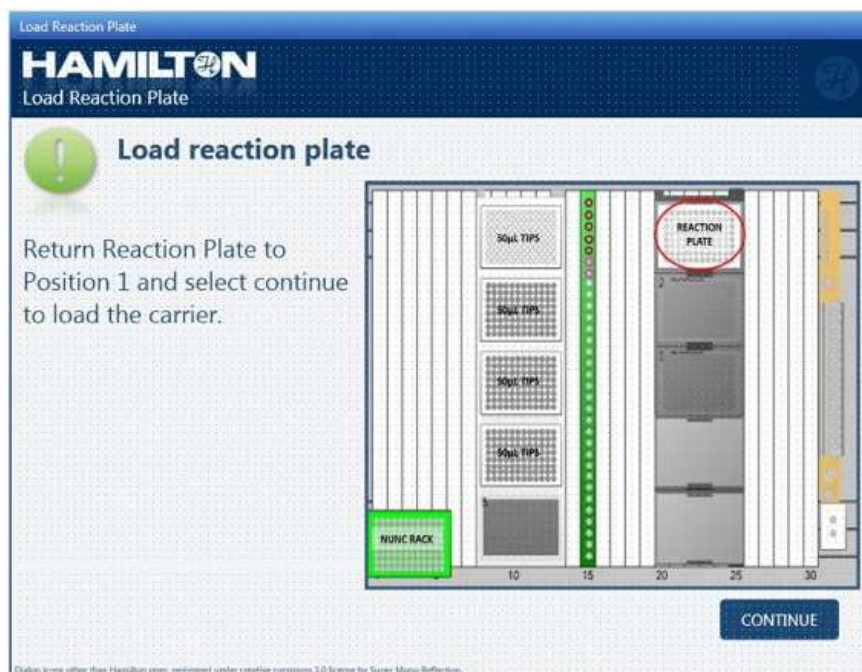 Load Reaction Plate
HAMILTON
Load Reaction Plate
Load reaction plate
Return Reaction Plate to
Position 1 and select continue
to load the carrier.
50µL TIPS
REACTION
PLATE
2
50µL TIPS
50µL TIPS
50µL TIPS
NUNC RACK
10
15
20
25
30
CONTINUE